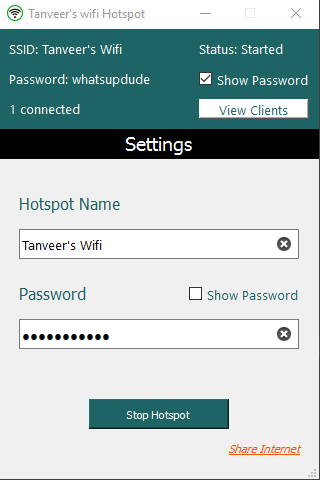 Tanveer's wifi Hotspot
SSID: Tanveer's Wifi Status: Started
Password: whatsupdude Show Password
1 connected View Clients
Settings
Hotspot Name
Tanveer's Wifi
Password Show Password
●●●●●●●●●●●
Stop Hotspot
Share Internet